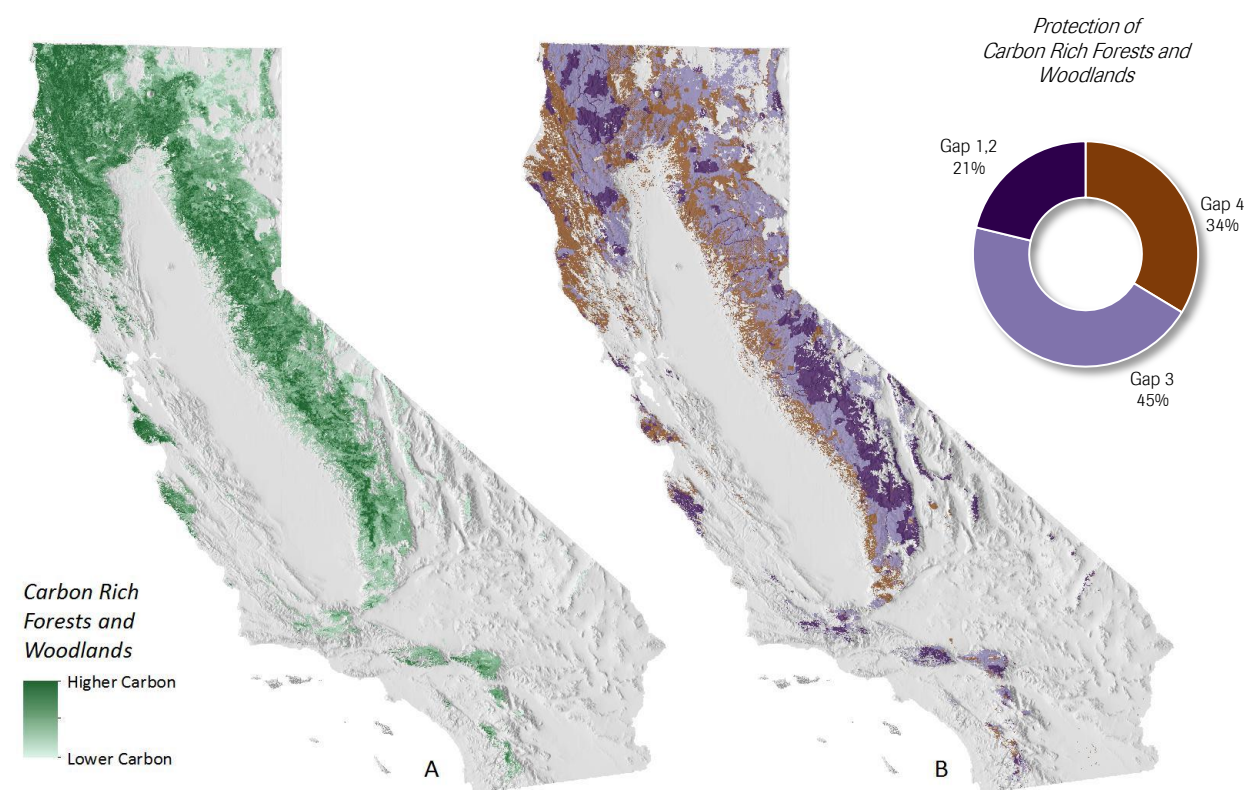 Protection of
Carbon Rich Forests and
Woodlands
Gap 1,2
21%
Gap 4
34%
Gap 3
45%
Carbon Rich
Forests and
Woodlands
Higher Carbon
Lower Carbon
A
B